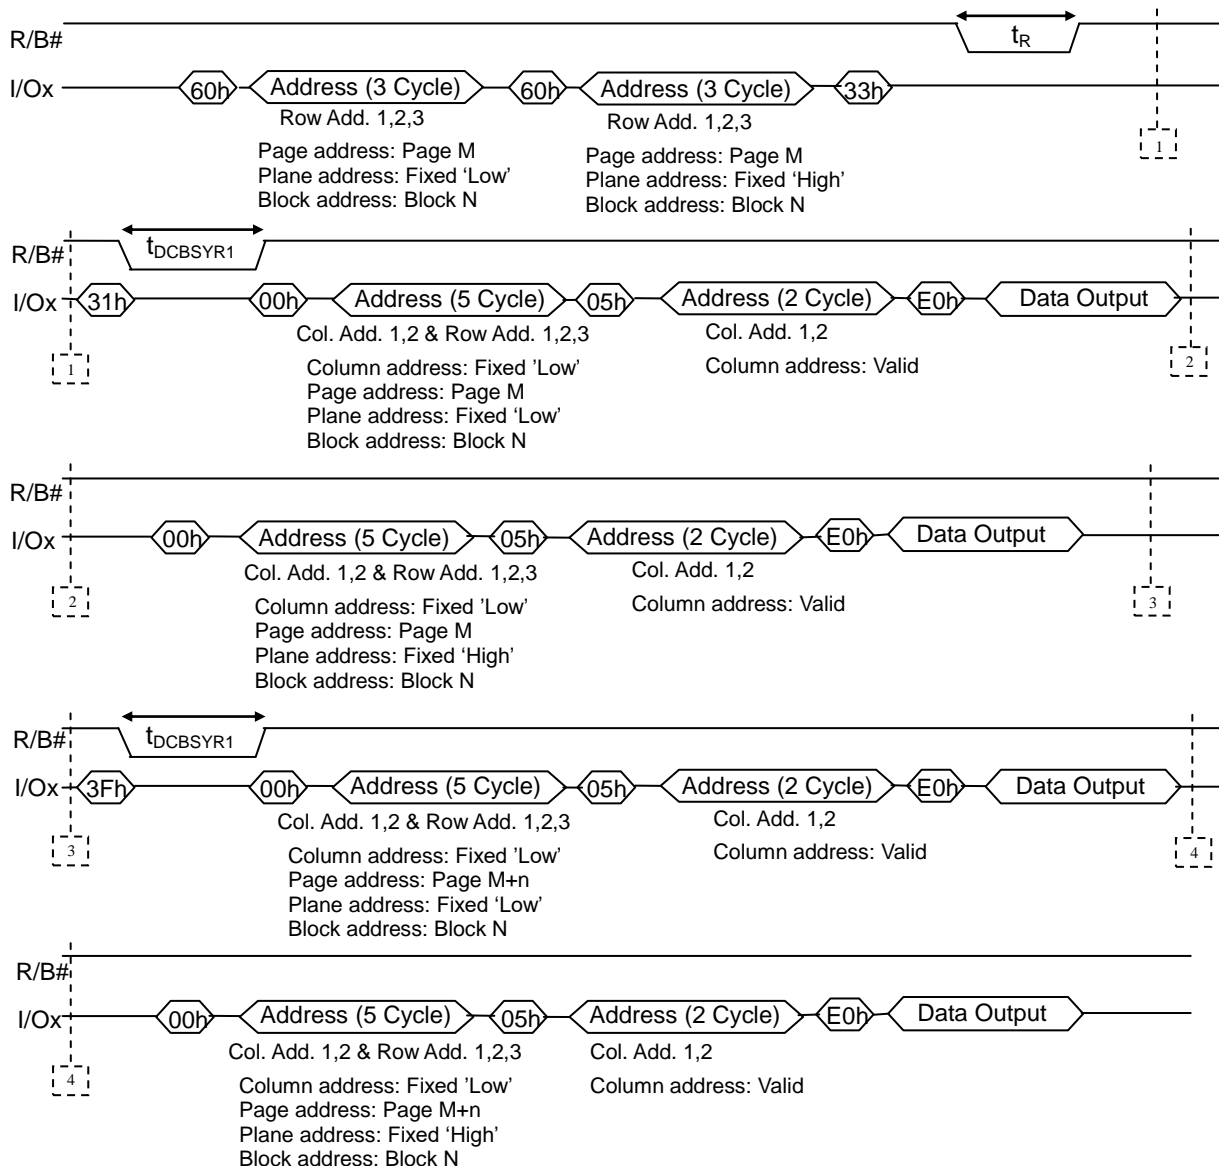 R/B# tR
I/Ox 60h Address (3 Cycle) 60h Address (3 Cycle) 33h
Row Add. 1,2,3 Row Add. 1,2,3
Page address: Page M Page address: Page M
Plane address: Fixed ‘Low’ Plane address: Fixed ‘High’
Block address: Block N Block address: Block N
1
R/B# tDCBSYR1
I/Ox 31h 00h Address (5 Cycle) 05h Address (2 Cycle) E0h Data Output
Col. Add. 1,2 & Row Add. 1,2,3 Col. Add. 1,2
Column address: Fixed ’Low’ Column address: Valid
Page address: Page M
Plane address: Fixed ‘Low’
Block address: Block N
1 2
R/B#
I/Ox 00h Address (5 Cycle) 05h Address (2 Cycle) E0h Data Output
Col. Add. 1,2 & Row Add. 1,2,3 Col. Add. 1,2
Column address: Fixed ’Low’ Column address: Valid
Page address: Page M
Plane address: Fixed ‘High’
Block address: Block N
2 3
R/B# tDCBSYR1
I/Ox 3Fh 00h Address (5 Cycle) 05h Address (2 Cycle) E0h Data Output
Col. Add. 1,2 & Row Add. 1,2,3 Col. Add. 1,2
Column address: Fixed ’Low’ Column address: Valid
Page address: Page M+n
Plane address: Fixed ‘Low’
Block address: Block N
3 4
R/B#
I/Ox 00h Address (5 Cycle) 05h Address (2 Cycle) E0h Data Output
Col. Add. 1,2 & Row Add. 1,2,3 Col. Add. 1,2
Column address: Fixed ’Low’ Column address: Valid
Page address: Page M+n
Plane address: Fixed ‘High’
Block address: Block N
4